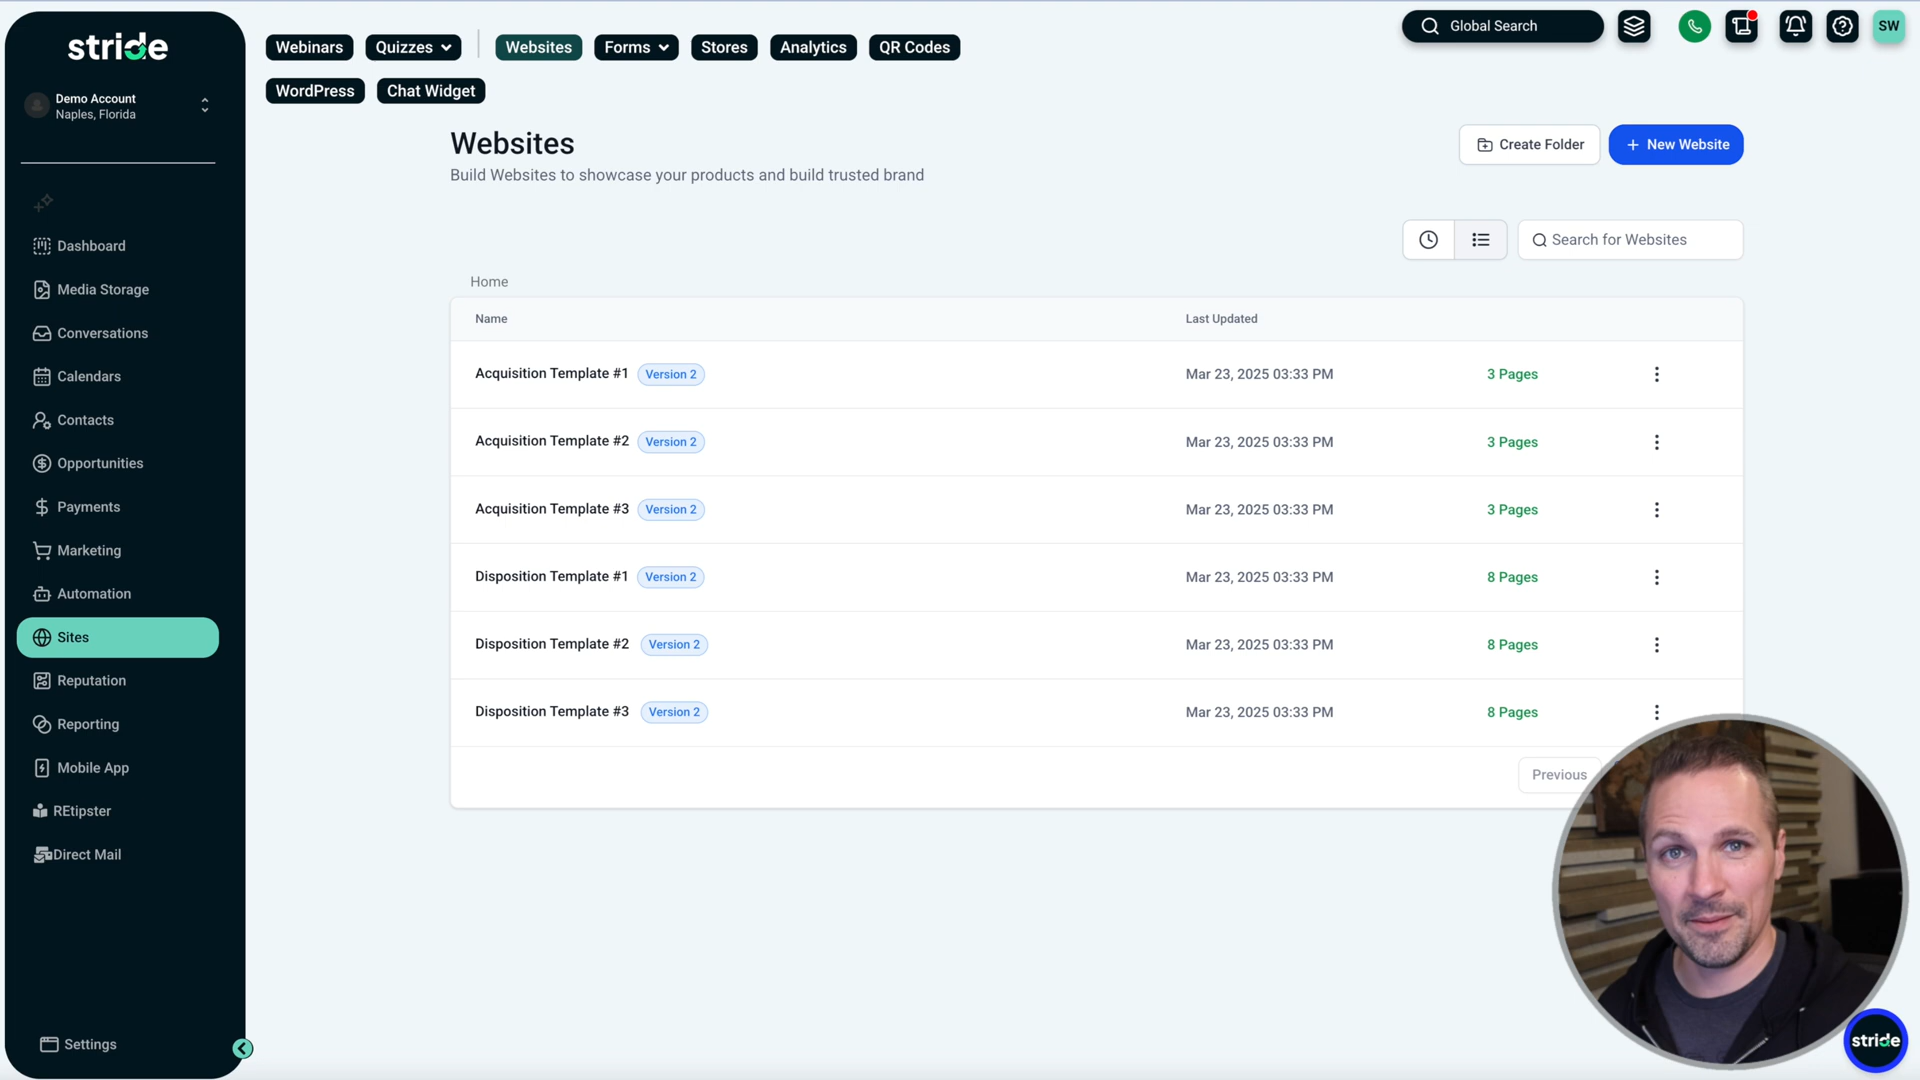 stride
Demo Account
Naples, Florida
Dashboard
Media Storage
Conversations
Calendars
Contacts
Opportunities
Payments
Marketing
Automation
Sites
Reputation
Reporting
Mobile App
REtipster
Direct Mail
Settings
Webinars Quizzes Websites Forms Stores Analytics QR Codes
WordPress Chat Widget
Global Search SW
Websites
Build Websites to showcase your products and build trusted brand
Create Folder + New Website
Search for Websites
Home
Name Last Updated
Acquisition Template #1 Version 2 Mar 23, 2025 03:33 PM 3 Pages
Acquisition Template #2 Version 2 Mar 23, 2025 03:33 PM 3 Pages
Acquisition Template #3 Version 2 Mar 23, 2025 03:33 PM 3 Pages
Disposition Template #1 Version 2 Mar 23, 2025 03:33 PM 8 Pages
Disposition Template #2 Version 2 Mar 23, 2025 03:33 PM 8 Pages
Disposition Template #3 Version 2 Mar 23, 2025 03:33 PM 8 Pages
Previous
stride